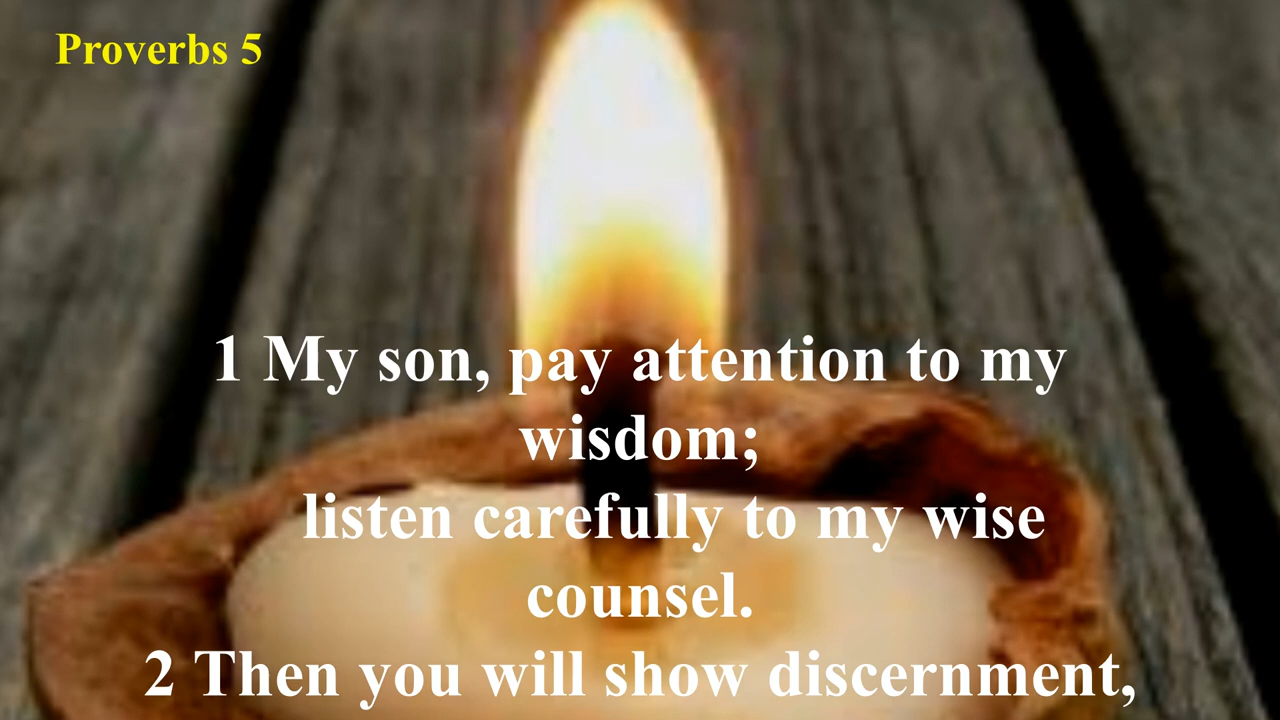 Proverbs 5
1 My son, pay attention to my
wisdom;
listen carefully to my wise
counsel.
2 Then you will show discernment,